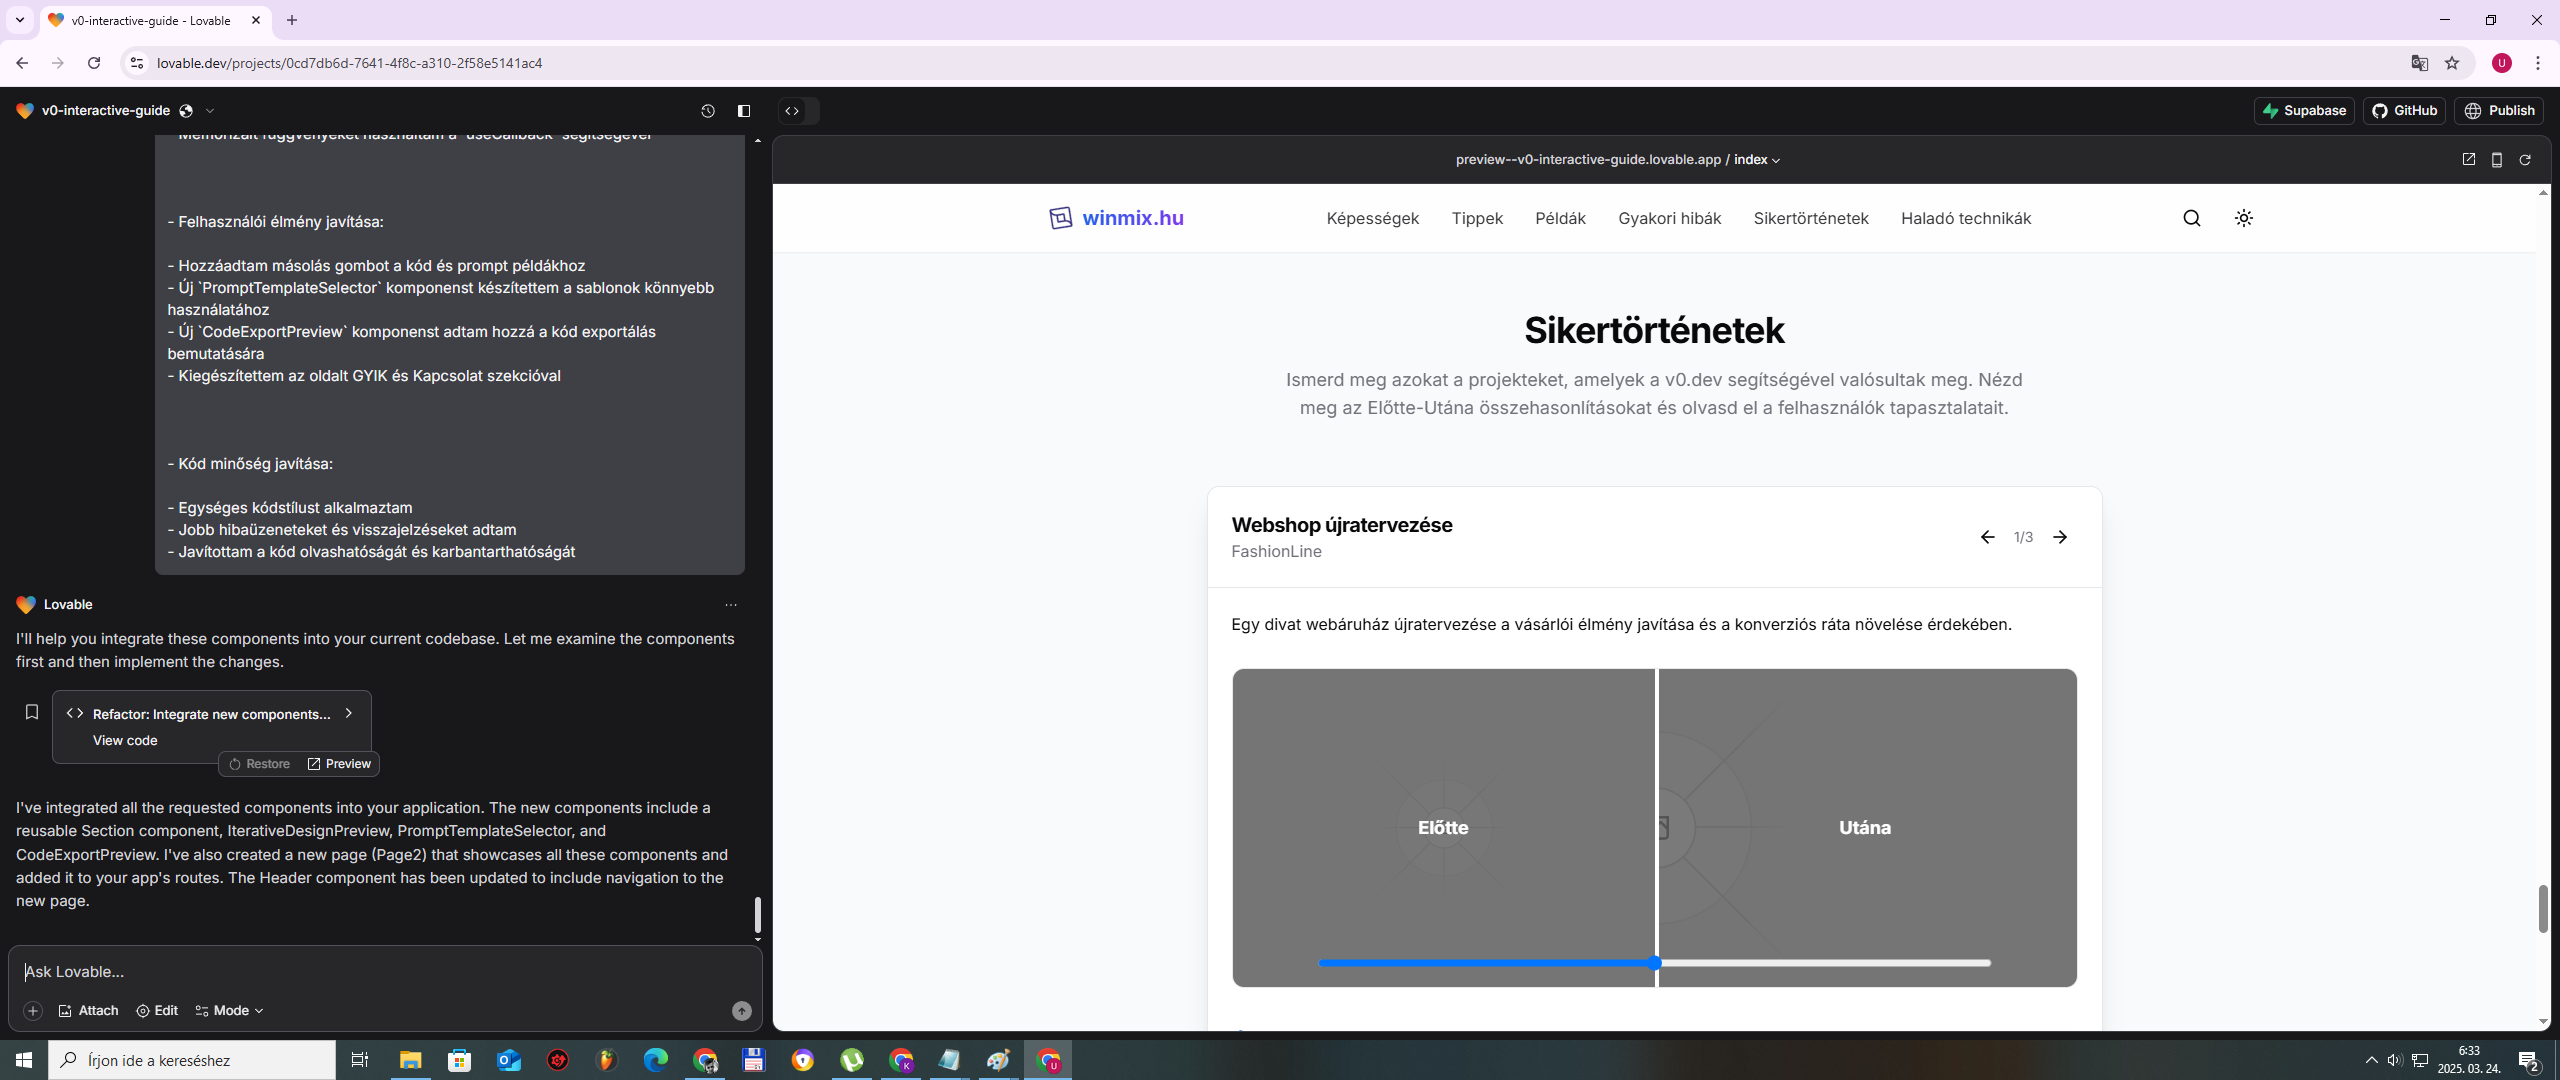 v0-interactive-guide - Lovable
lovable.dev/projects/0cd7db6d-7641-4f8c-a310-2f58e5141ac4
U
v0-interactive-guide
Supabase
GitHub
Publish
- Memorizált függvényeket használtam a `useCallback` segítségével
- Felhasználói élmény javítása:
- Hozzáadtam másolás gombot a kód és prompt példákhoz
- Új `PromptTemplateSelector` komponenst készítettem a sablonok könnyebb
használatához
- Új `CodeExportPreview` komponenst adtam hozzá a kód exportálás
bemutatására
- Kiegészítettem az oldalt GYIK és Kapcsolat szekcióval
- Kód minőség javítása:
- Egységes kódstílust alkalmaztam
- Jobb hibaüzeneteket és visszajelzéseket adtam
- Javítottam a kód olvashatóságát és karbantarthatóságát
Lovable
I'll help you integrate these components into your current codebase. Let me examine the components
first and then implement the changes.
Refactor: Integrate new components...
View code
Restore
Preview
I've integrated all the requested components into your application. The new components include a
reusable Section component, IterativeDesignPreview, PromptTemplateSelector, and
CodeExportPreview. I've also created a new page (Page2) that showcases all these components and
added it to your app's routes. The Header component has been updated to include navigation to the
new page.
Ask Lovable...
Attach
Edit
Mode
preview--v0-interactive-guide.lovable.app / index
winmix.hu
Képességek
Tippek
Példák
Gyakori hibák
Sikertörténetek
Haladó technikák
Sikertörténetek
Ismerd meg azokat a projekteket, amelyek a v0.dev segítségével valósultak meg. Nézd
meg az Előtte-Utána összehasonlításokat és olvasd el a felhasználók tapasztalatait.
Webshop újratervezése
FashionLine
1/3
Egy divat webáruház újratervezése a vásárlói élmény javítása és a konverziós ráta növelése érdekében.
Előtte
Utána
Írjon ide a kereséshez
K
U
6:33
2025. 03. 24.
2